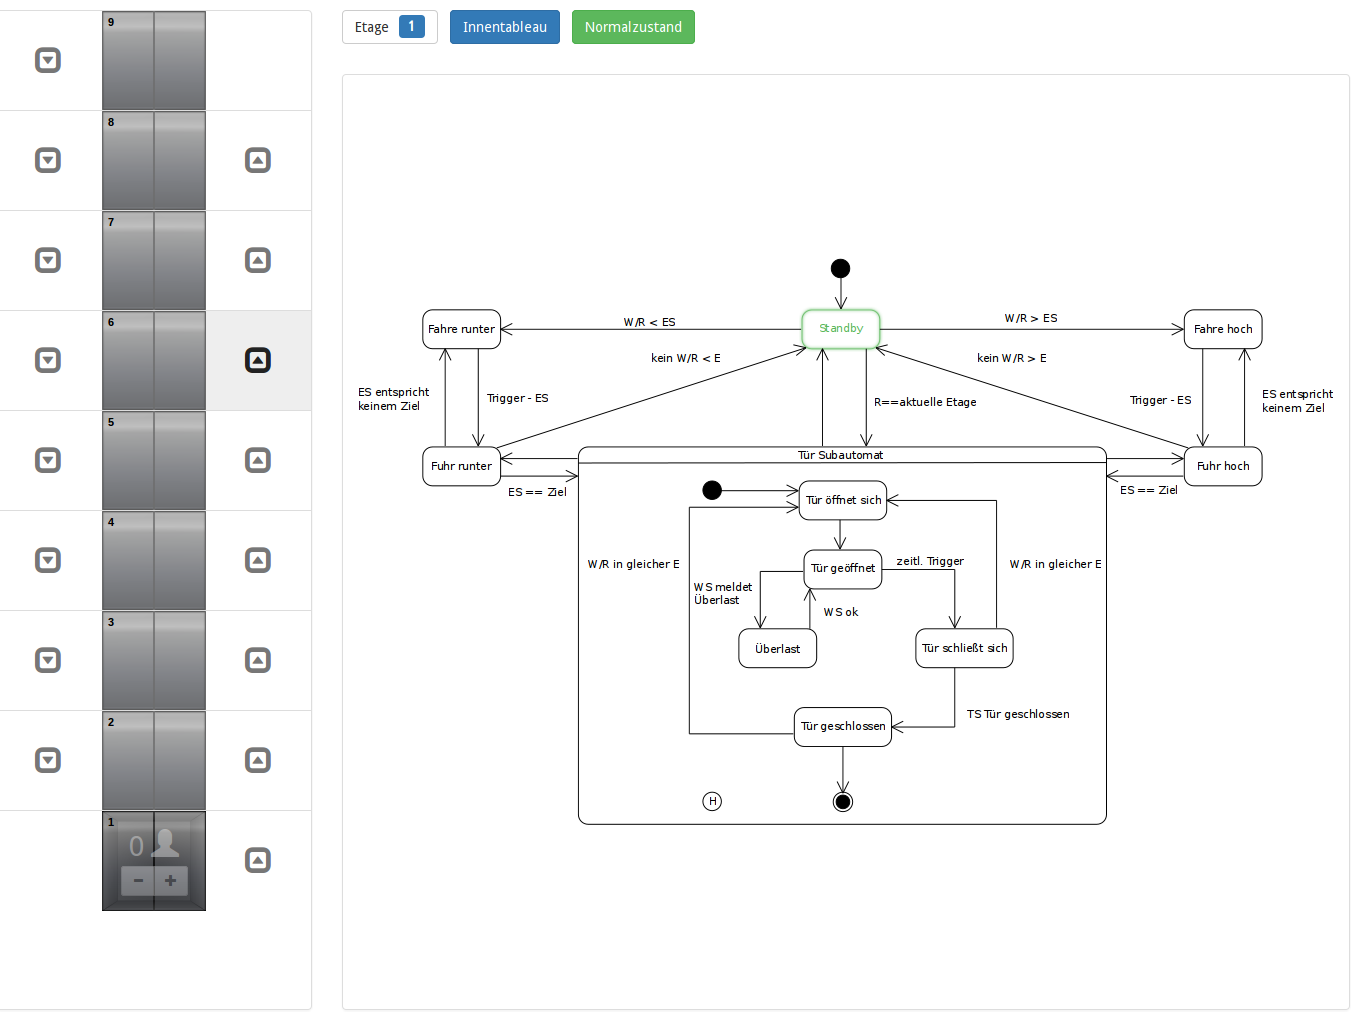 Etage 1 Innentableau Normalzustand
9
8
7
6
5
4
3
2
1
0
- +
Standby
W/R < ES
W/R > ES
Fahre runter
Fahre hoch
kein W/R < E
kein W/R > E
ES entspricht
keinem Ziel
Trigger - ES
R==aktuelle Etage
Trigger - ES
ES entspricht
keinem Ziel
Fuhr runter
Fuhr hoch
ES == Ziel
ES == Ziel
Tür Subautomat
Tür öffnet sich
W/R in gleicher E
Tür geöffnet
zeitl. Trigger
W/R in gleicher E
WS meldet
Überlast
WS ok
Überlast
Tür schließt sich
TS Tür geschlossen
Tür geschlossen
H